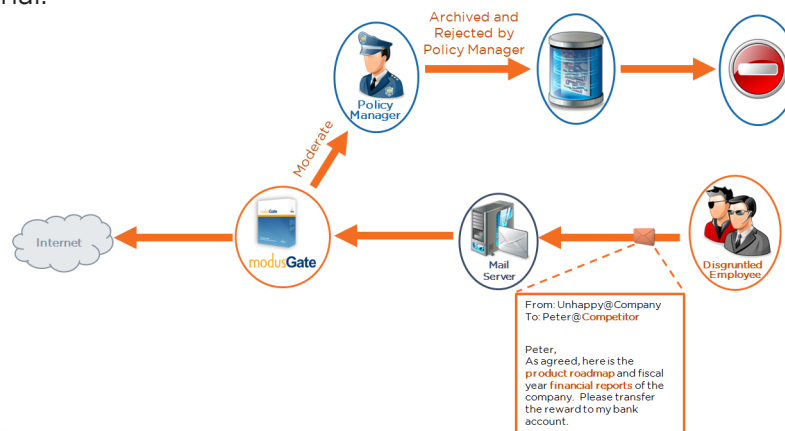 Archived and
Rejected by
Policy Manager
Policy
Manager
Moderate
Internet
modusGate
modusGate
Mail
Server
Disgruntled
Employee
From: Unhappy@Company
To: Peter@Competitor
Peter,
As agreed, here is the
product roadmap and fiscal
year financial reports of the
company. Please transfer
the reward to my bank
account.